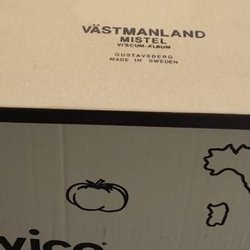 VÄSTMANLAND
MISTEL
VISCUM-ALBUM
GUSTAVSBERG
MADE IN SWEDEN